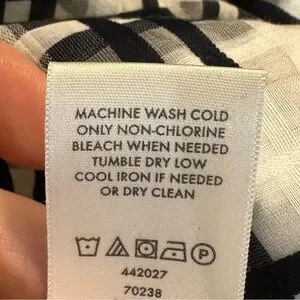 MACHINE WASH COLD
ONLY NON-CHLORINE
BLEACH WHEN NEEDED
TUMBLE DRY LOW
COOL IRON IF NEEDED
OR DRY CLEAN
P
442027
70238